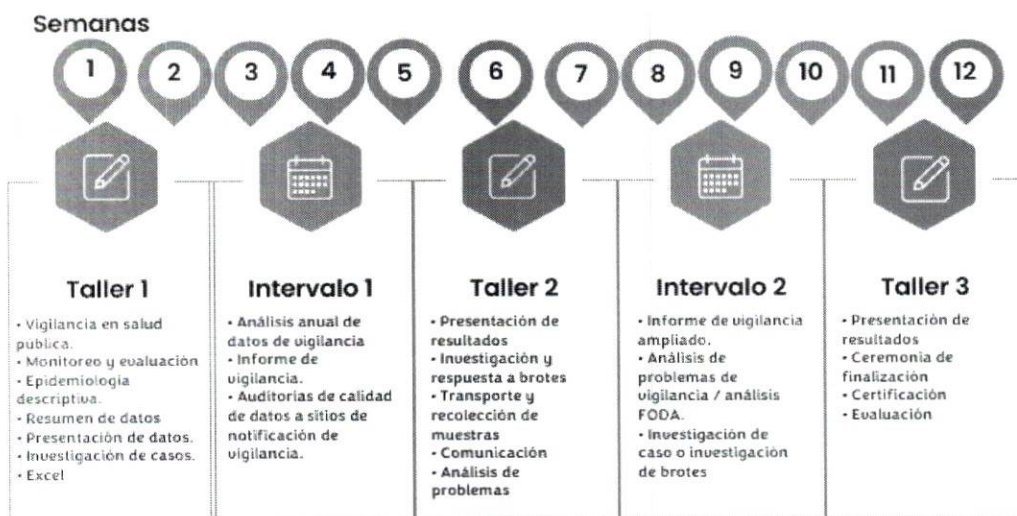 Semanas
1 2 3 4 5 6 7 8 9 10 11 12
Taller 1
• Vigilancia en salud
pública.
• Monitoreo y evaluación
• Epidemiología
descriptiva.
• Resumen de datos
• Presentación de datos.
• Investigación de casos.
• Excel
Intervalo 1
• Análisis anual de
datos de vigilancia
• Informe de
vigilancia.
• Auditorias de calidad
de datos a sitios de
notificación de
vigilancia.
Taller 2
• Presentación de
resultados
• Investigación y
respuesta a brotes
• Transporte y
recolección de
muestras
• Comunicación
• Análisis de
problemas
Intervalo 2
• Informe de vigilancia
ampliado.
• Análisis de
problemas de
vigilancia / análisis
FODA.
• Investigación de
caso o investigación
de brotes
Taller 3
• Presentación de
resultados
• Ceremonia de
finalización
• Certificación
• Evaluación